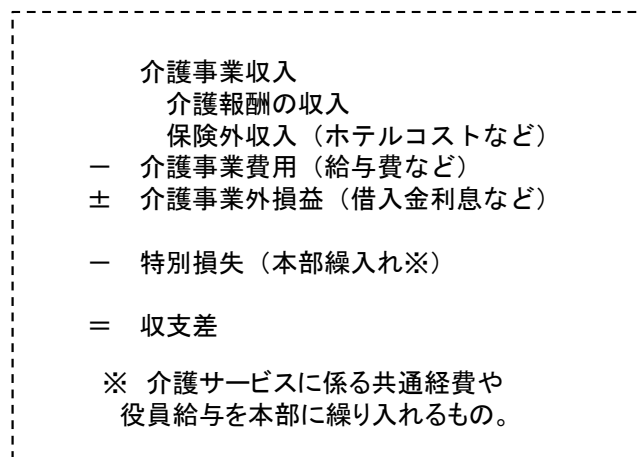 介護事業収入
介護報酬の収入
保険外収入（ホテルコストなど）
－　介護事業費用（給与費など）
±　介護事業外損益（借入金利息など）
－　特別損失（本部繰入れ※）
＝　収支差
※　介護サービスに係る共通経費や
役員給与を本部に繰り入れるもの。